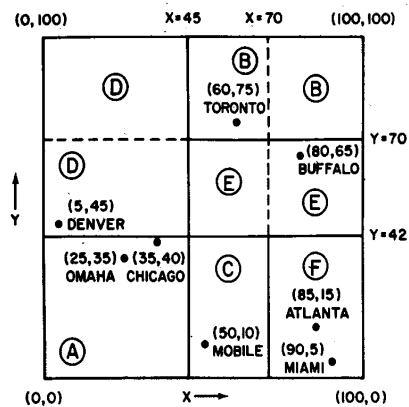 (0,100) X=45 X=70 (100,100)
B
D B
(60,75)
TORONTO
Y=70
D (80,65)
BUFFALO
E
Y
(5,45) E
DENVER
Y=42
(25,35) (35,40) C F
OMAHA CHICAGO
(85,15)
ATLANTA
(50,10)
MOBILE
A (90,5)
MIAMI
(0,0) X (100,0)